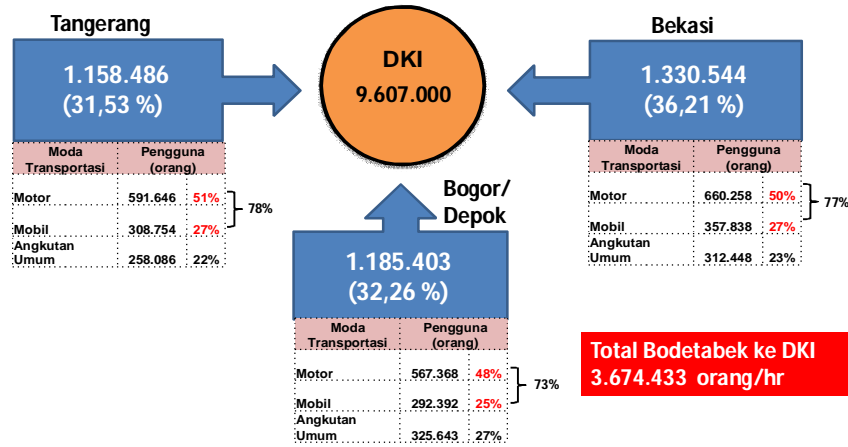 Tangerang
1.158.486
(31,53 %)
Moda Transportasi Pengguna (orang)
Motor 591.646 51%
Mobil 308.754 27%
Angkutan Umum 258.086 22%
78%
DKI
9.607.000
Bekasi
1.330.544
(36,21 %)
Moda Transportasi Pengguna (orang)
Motor 660.258 50%
Mobil 357.838 27%
Angkutan Umum 312.448 23%
77%
Bogor/
Depok
1.185.403
(32,26 %)
Moda Transportasi Pengguna (orang)
Motor 567.368 48%
Mobil 292.392 25%
Angkutan Umum 325.643 27%
73%
Total Bodetabek ke DKI
3.674.433 orang/hr